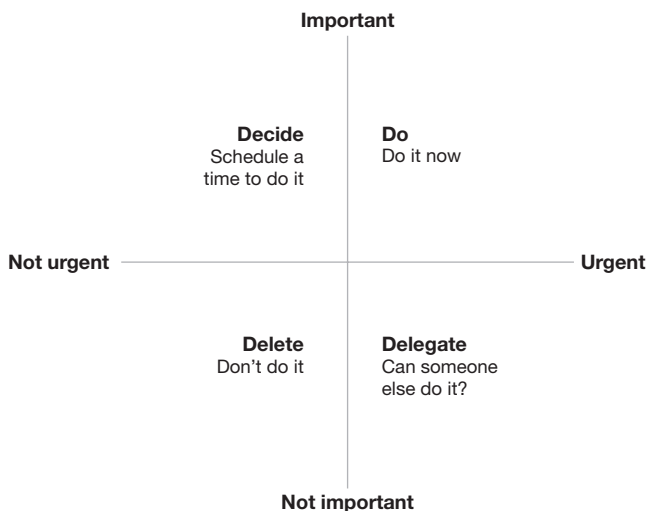 Important
Decide
Schedule a
time to do it
Do
Do it now
Not urgent
Urgent
Delete
Don’t do it
Delegate
Can someone
else do it?
Not important